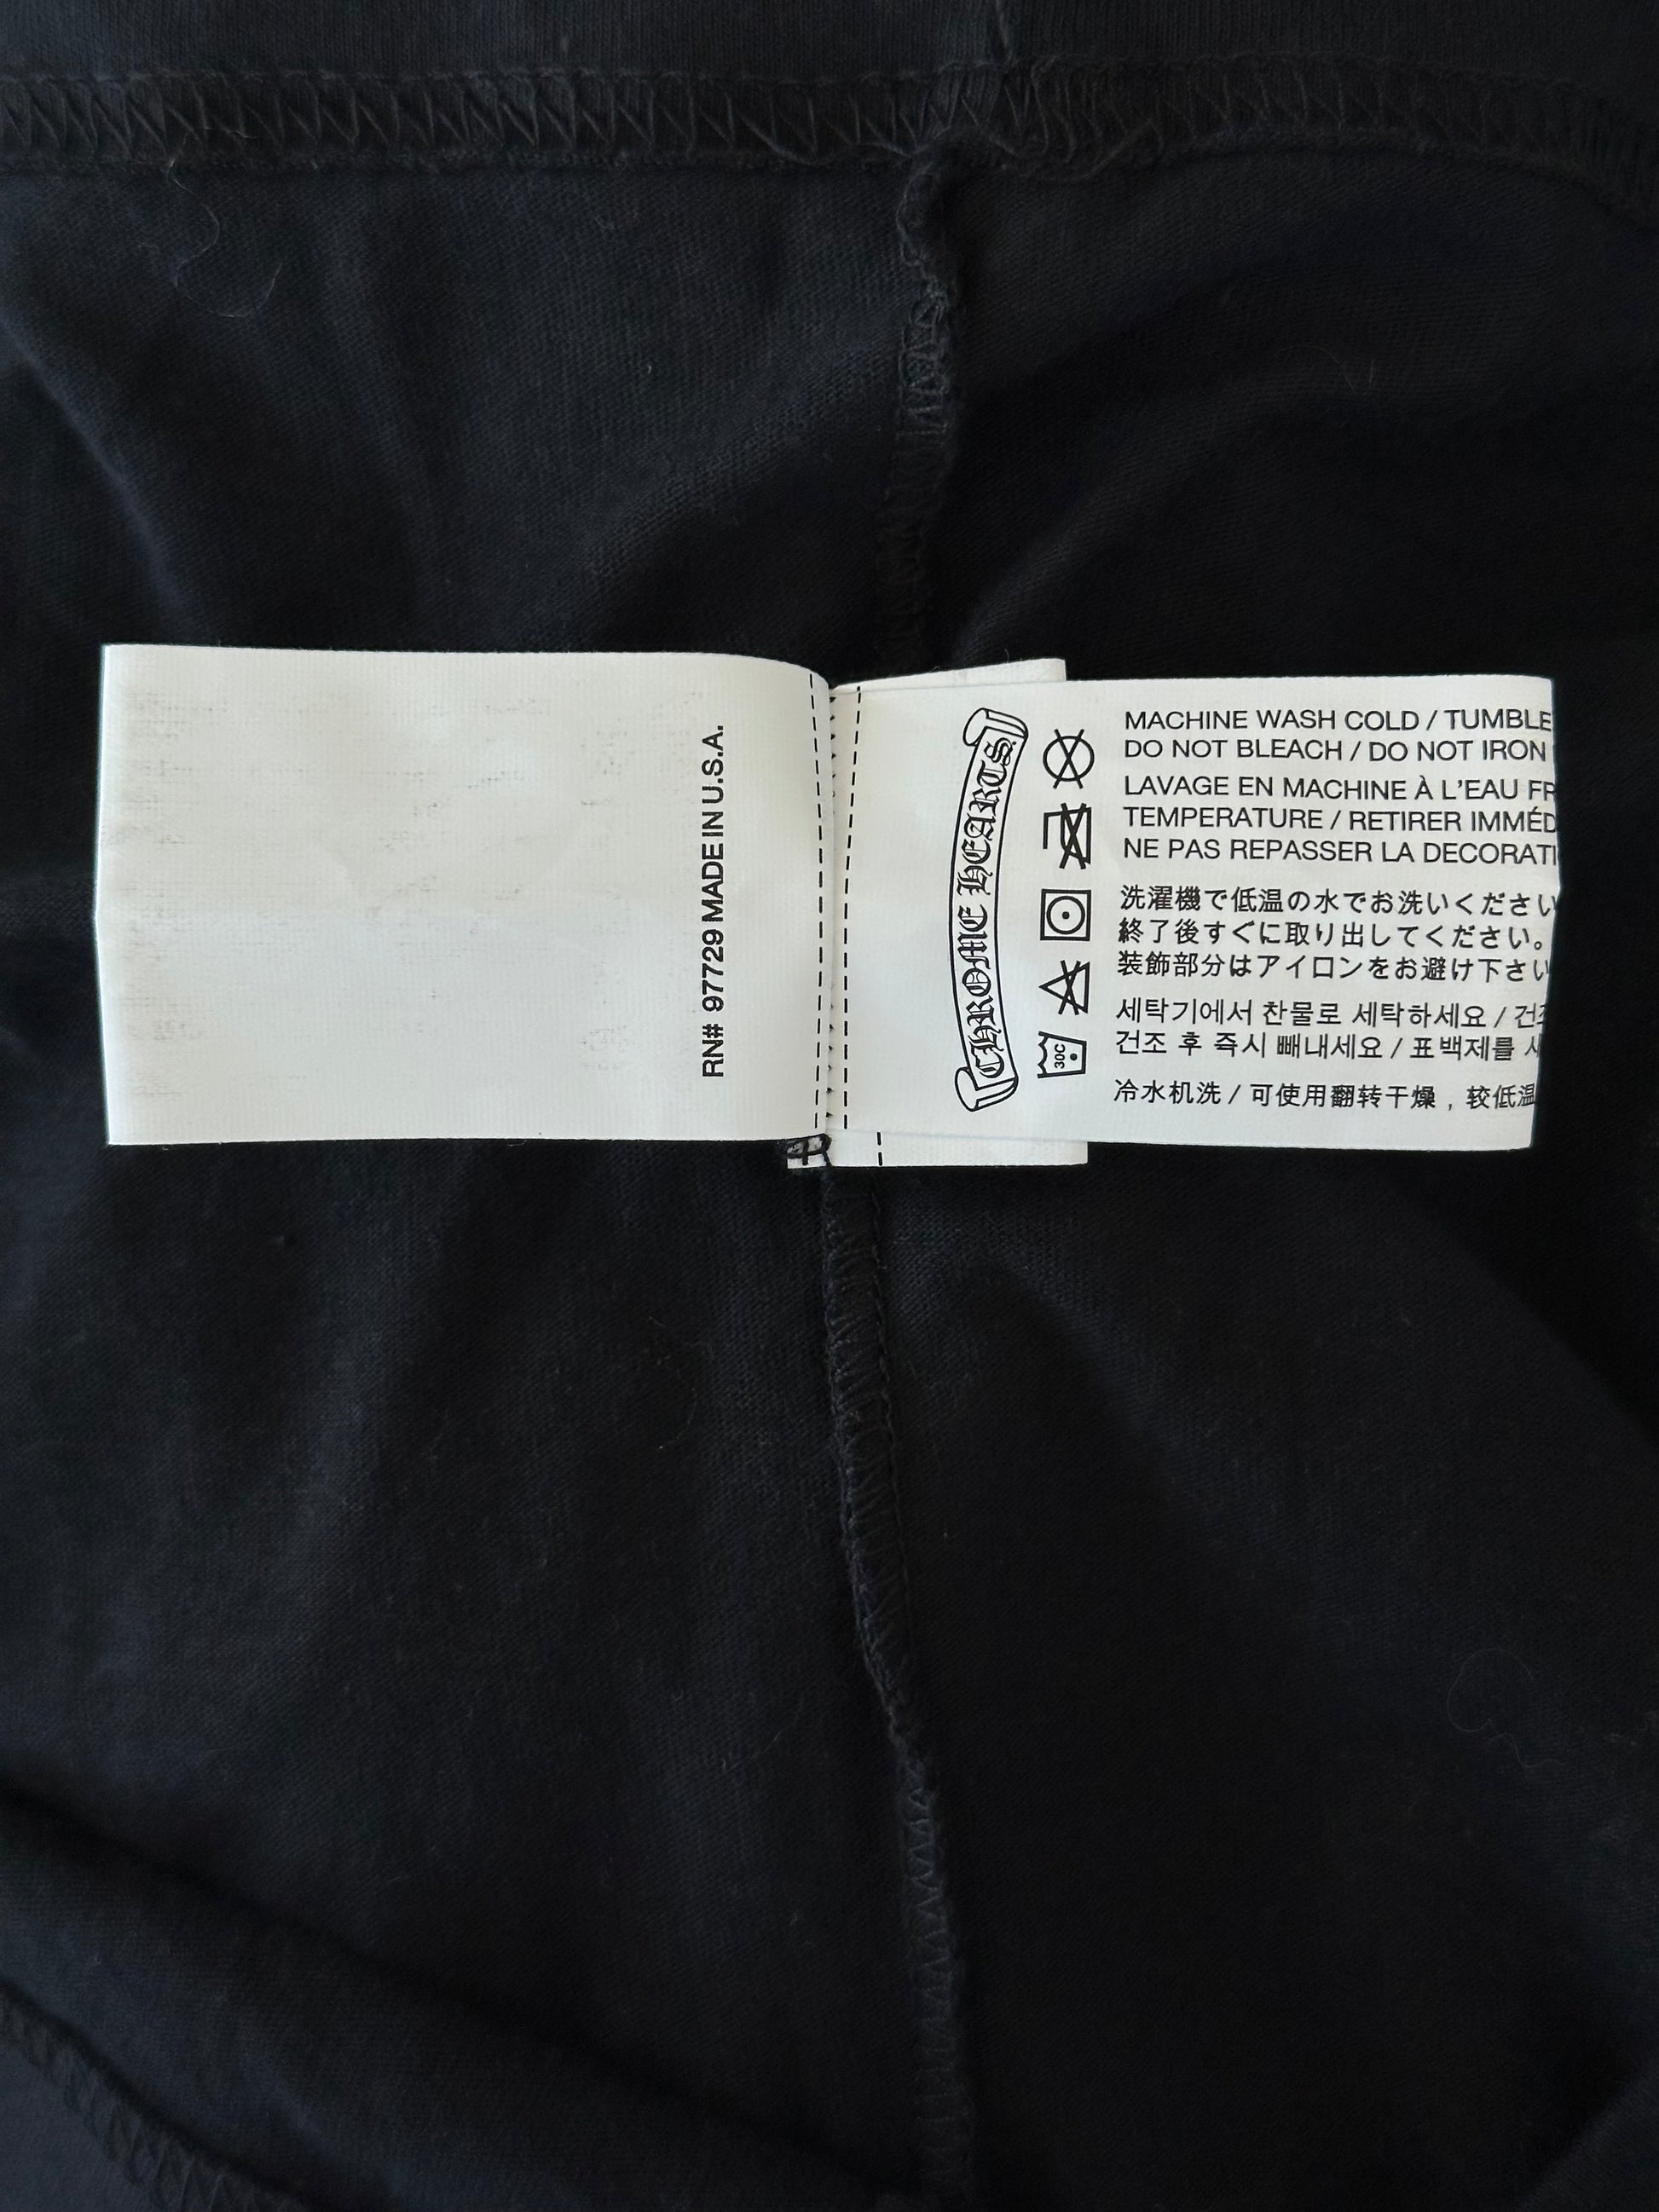 RN# 97729 MADE IN U.S.A.
CHROME HEARTS
30C
MACHINE WASH COLD / TUMBLE
DO NOT BLEACH / DO NOT IRON
LAVAGE EN MACHINE À L'EAU FR
TEMPERATURE / RETIRER IMMÉD
NE PAS REPASSER LA DECORATI
洗濯機で低温の水でお洗いください
終了後すぐに取り出してください。
装飾部分はアイロンをお避け下さい
세탁기에서 찬물로 세탁하세요 / 건조
건조 후 즉시 빼내세요 / 표백제를 사
冷水机洗 / 可使用翻转干燥，较低温